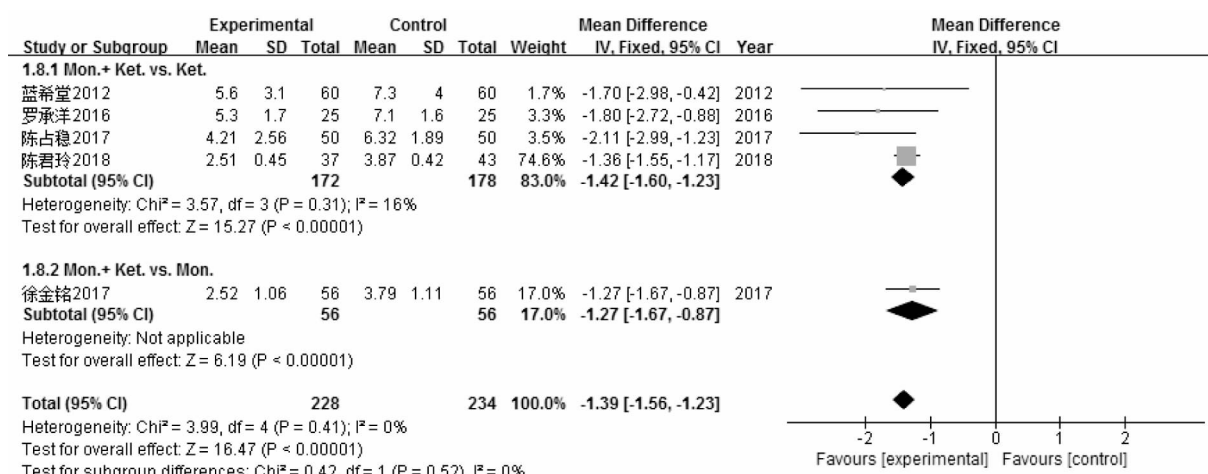 Experimental Control Mean Difference Mean Difference
Study or Subgroup Mean SD Total Mean SD Total Weight IV, Fixed, 95% CI Year IV, Fixed, 95% CI
1.8.1 Mon.+ Ket. vs. Ket.
蓝希堂2012 5.6 3.1 60 7.3 4 60 1.7% -1.70 [-2.98, -0.42] 2012
罗承洋2016 5.3 1.7 25 7.1 1.6 25 3.3% -1.80 [-2.72, -0.88] 2016
陈占稳2017 4.21 2.56 50 6.32 1.89 50 3.5% -2.11 [-2.99, -1.23] 2017
陈君玲2018 2.51 0.45 37 3.87 0.42 43 74.6% -1.36 [-1.55, -1.17] 2018
Subtotal (95% CI) 172 178 83.0% -1.42 [-1.60, -1.23]
Heterogeneity: Chi² = 3.57, df = 3 (P = 0.31); I² = 16%
Test for overall effect: Z = 15.27 (P < 0.00001)
1.8.2 Mon.+ Ket. vs. Mon.
徐金铭2017 2.52 1.06 56 3.79 1.11 56 17.0% -1.27 [-1.67, -0.87] 2017
Subtotal (95% CI) 56 56 17.0% -1.27 [-1.67, -0.87]
Heterogeneity: Not applicable
Test for overall effect: Z = 6.19 (P < 0.00001)
Total (95% CI) 228 234 100.0% -1.39 [-1.56, -1.23]
Heterogeneity: Chi² = 3.99, df = 4 (P = 0.41); I² = 0%
Test for overall effect: Z = 16.47 (P < 0.00001)
Test for subgroup differences: Chi² = 0.42, df = 1 (P = 0.52), I² = 0%
-2 -1 0 1 2
Favours [experimental] Favours [control]